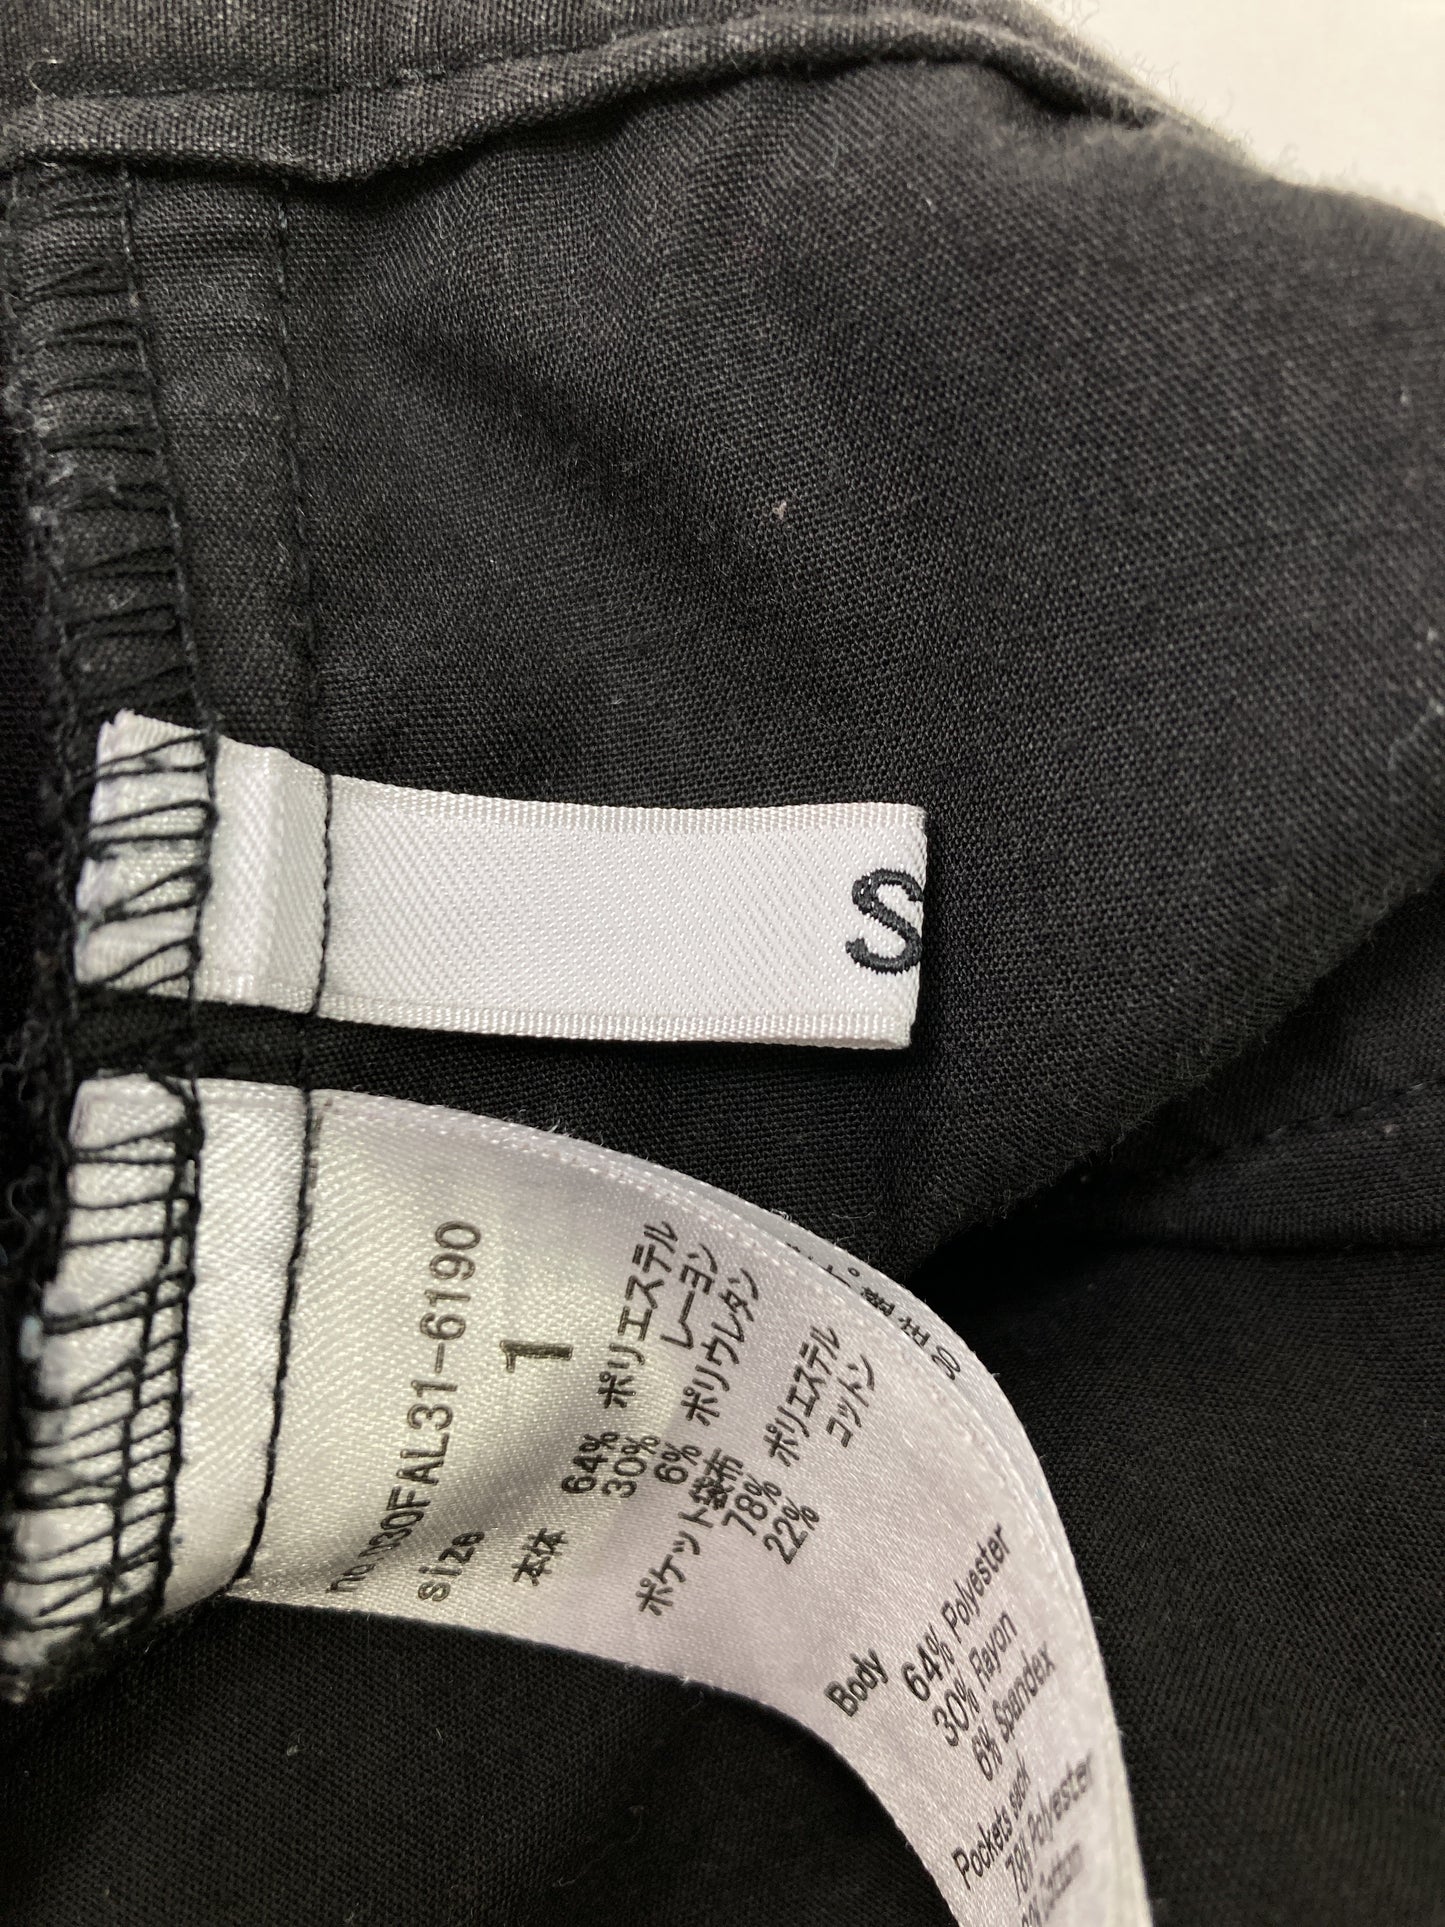 S
no.030FAL31-6190
size 1
本体
64% ポリエステル
30% レーヨン
6% ポリウレタン
ポケット袋布
78% ポリエステル
22% コットン
Body
64% Polyester
30% Rayon
6% Spandex
Pockets sack
78% Polyester
Cotton